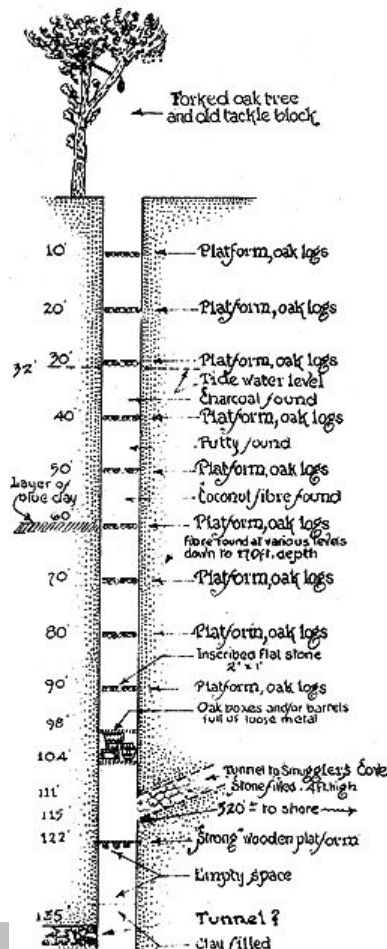 Forked oak tree
and old tackle block
10'
Platform, oak logs
20'
Platform, oak logs
30'
Platform, oak logs
32'
Tide water level
Charcoal found
40'
Platform, oak logs
Putty found
50'
Platform, oak logs
Layer of
blue clay
Coconut fibre found
60'
Platform, oak logs
Fibre found at various levels
down to 170ft. depth
70'
Platform, oak logs
80'
Platform, oak logs
Inscribed flat stone
2' x 1'
90'
Platform, oak logs
Oak boxes and/or barrels
full of loose metal
98'
104'
Tunnel to Smuggler's Cove
Stone filled. 4ft. high
111'
115'
520' to shore
122'
Strong wooden platform
Empty space
135'
Tunnel ?
Clay filled